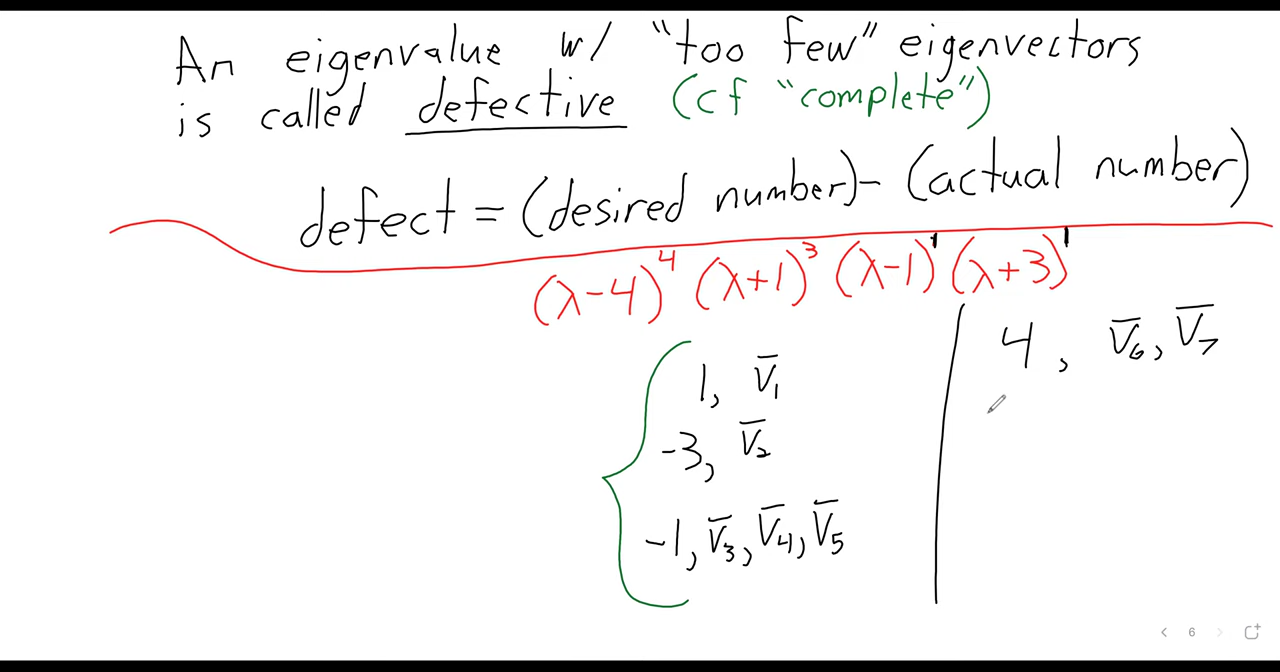 An eigenvalue w/ "too few" eigenvectors
is called defective (cf "complete")
defect = (desired number) - (actual number)
(λ-4)⁴ (λ+1)³ (λ-1)¹ (λ+3)¹
1, v̅₁
-3, v̅₂
-1, v̅₃, v̅₄, v̅₅
4, v̅₆, v̅₇
6